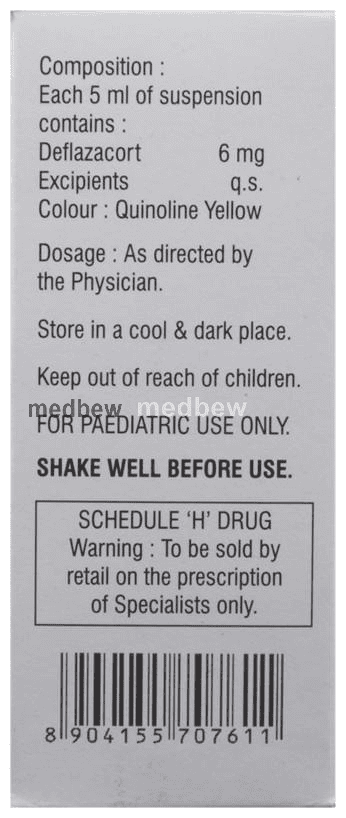 Composition :
Each 5 ml of suspension
contains :
Deflazacort 6 mg
Excipients q.s.
Colour : Quinoline Yellow
Dosage : As directed by
the Physician.
Store in a cool & dark place.
Keep out of reach of children.
medbew medbew
FOR PAEDIATRIC USE ONLY.
SHAKE WELL BEFORE USE.
SCHEDULE ‘H’ DRUG
Warning : To be sold by
retail on the prescription
of Specialists only.
8 904155 707611